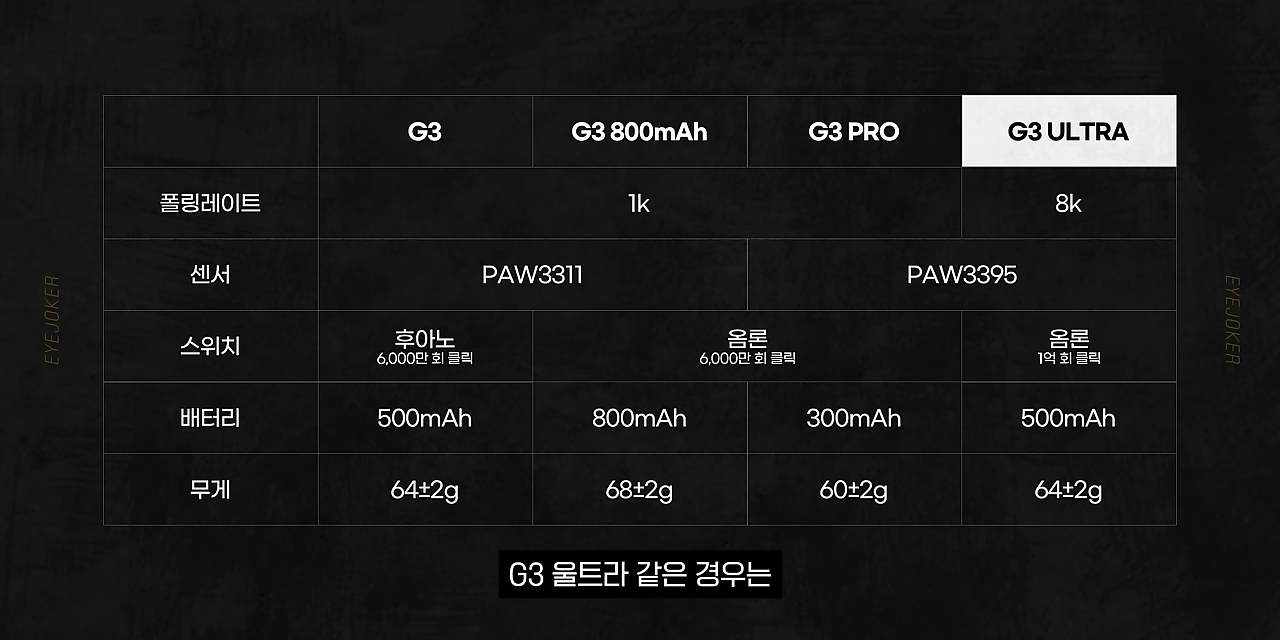 G3 G3 800mAh G3 PRO G3 ULTRA
폴링레이트 1k 8k
센서 PAW3311 PAW3395
스위치 후아노 옴론 옴론
6,000만 회 클릭 6,000만 회 클릭 1억 회 클릭
배터리 500mAh 800mAh 300mAh 500mAh
무게 64±2g 68±2g 60±2g 64±2g
EYEJOKER
EYEJOKER
G3 울트라 같은 경우는